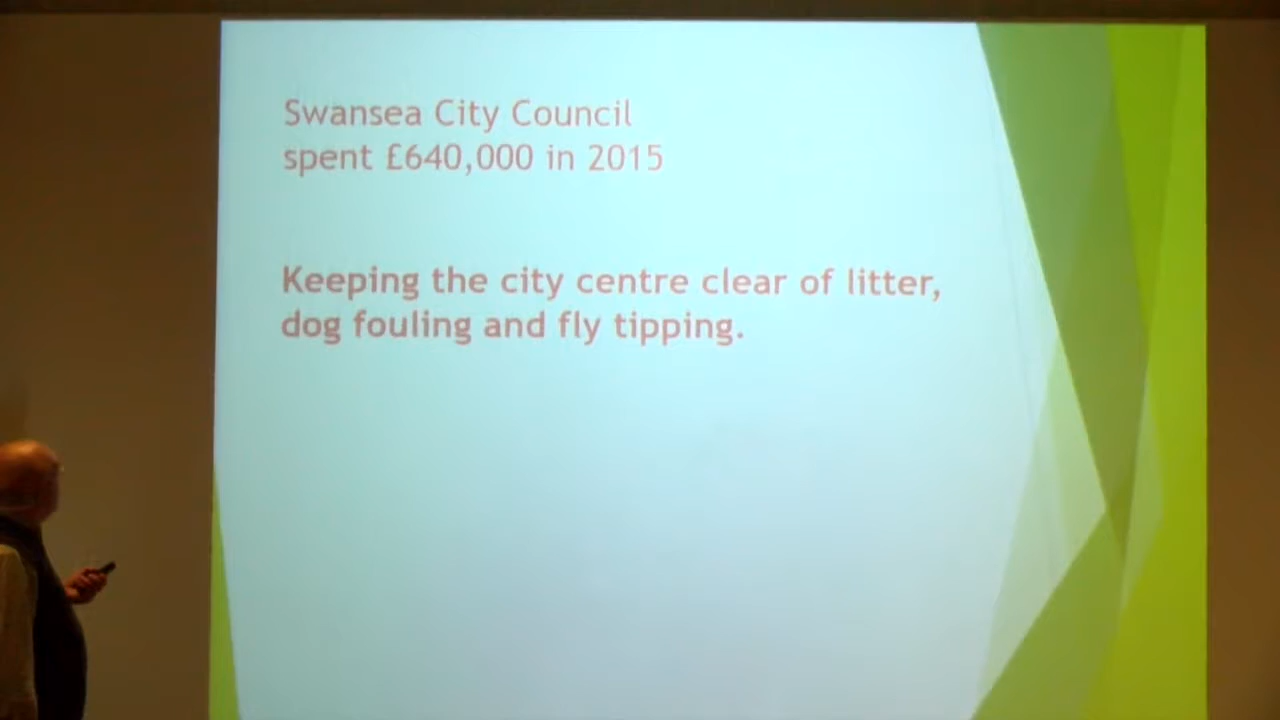 Swansea City Council
spent £640,000 in 2015
Keeping the city centre clear of litter,
dog fouling and fly tipping.